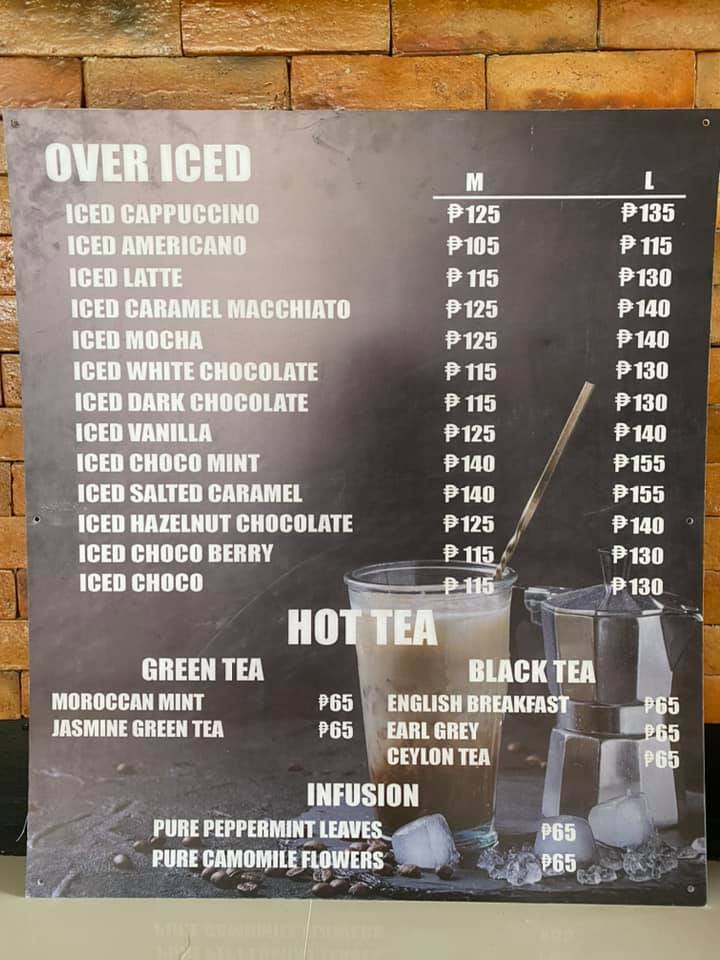 OVER ICED
M L
ICED CAPPUCCINO ₱125 ₱135
ICED AMERICANO ₱105 ₱115
ICED LATTE ₱115 ₱130
ICED CARAMEL MACCHIATO ₱125 ₱140
ICED MOCHA ₱125 ₱140
ICED WHITE CHOCOLATE ₱115 ₱130
ICED DARK CHOCOLATE ₱115 ₱130
ICED VANILLA ₱125 ₱140
ICED CHOCO MINT ₱140 ₱155
ICED SALTED CARAMEL ₱140 ₱155
ICED HAZELNUT CHOCOLATE ₱125 ₱140
ICED CHOCO BERRY ₱115 ₱130
ICED CHOCO ₱115 ₱130
HOT TEA
GREEN TEA
MOROCCAN MINT ₱65
JASMINE GREEN TEA ₱65
BLACK TEA
ENGLISH BREAKFAST ₱65
EARL GREY ₱65
CEYLON TEA ₱65
INFUSION
PURE PEPPERMINT LEAVES ₱65
PURE CAMOMILE FLOWERS ₱65